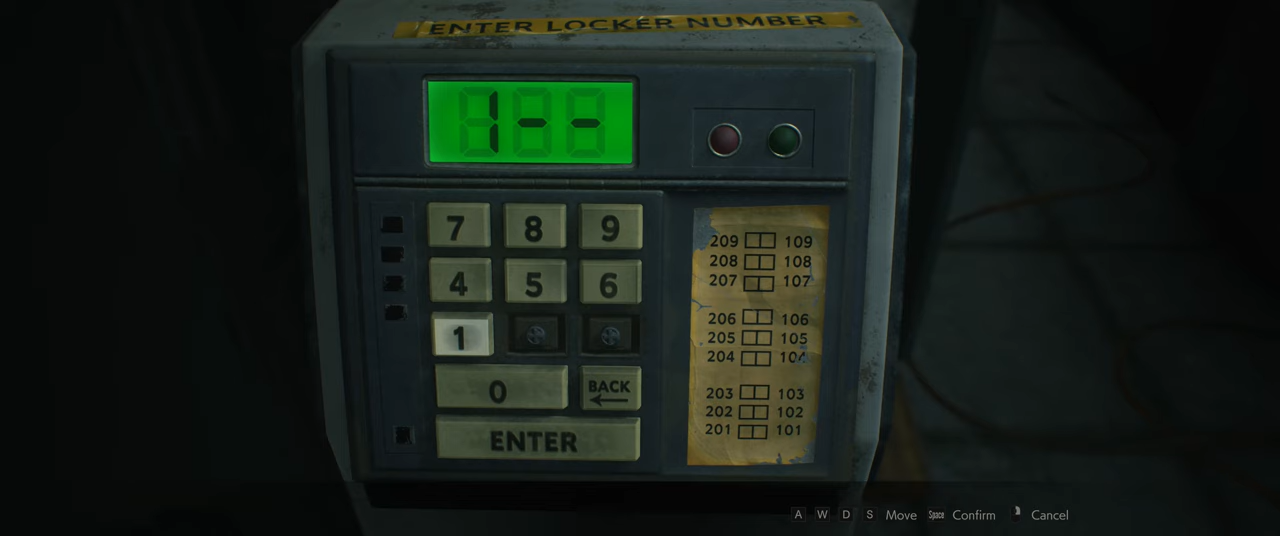 ENTER LOCKER NUMBER
1--
7 8 9
4 5 6
1
0 BACK
ENTER
209 109
208 108
207 107
206 106
205 105
204 104
203 103
202 102
201 101
A W D S Move Space Confirm Cancel